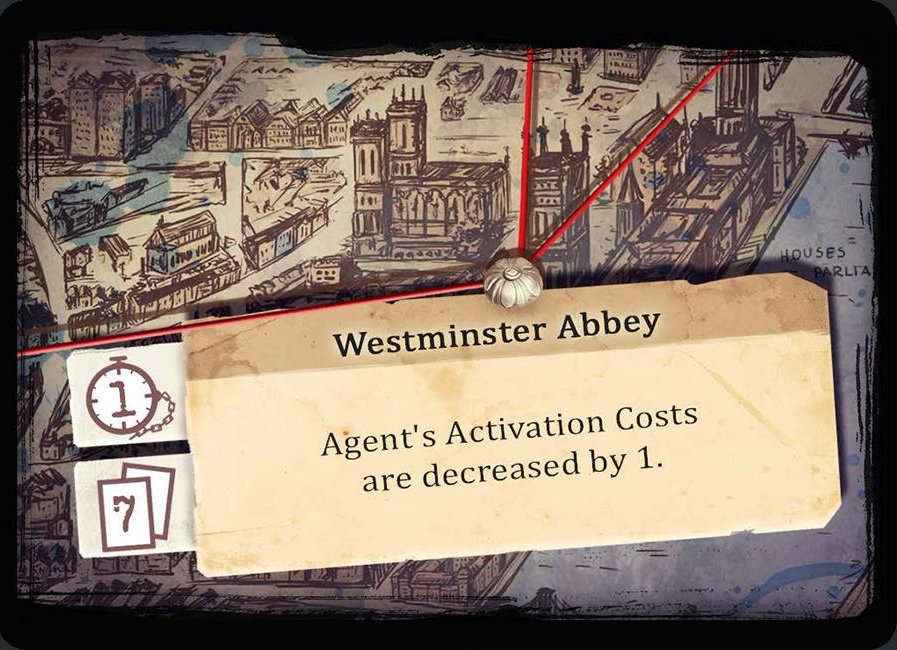 HOUSES
PARLIA
Westminster Abbey
1
Agent's Activation Costs
are decreased by 1.
7